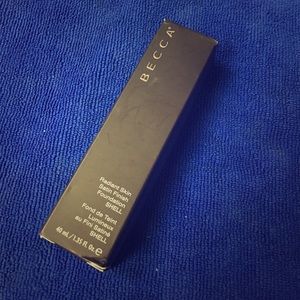 BECCA
Radiant Skin
Satin Finish
Foundation
SHELL
Fond de Teint
Lumineux
au Fini Satiné
SHELL
40 mL / 1.35 fl. Oz.e